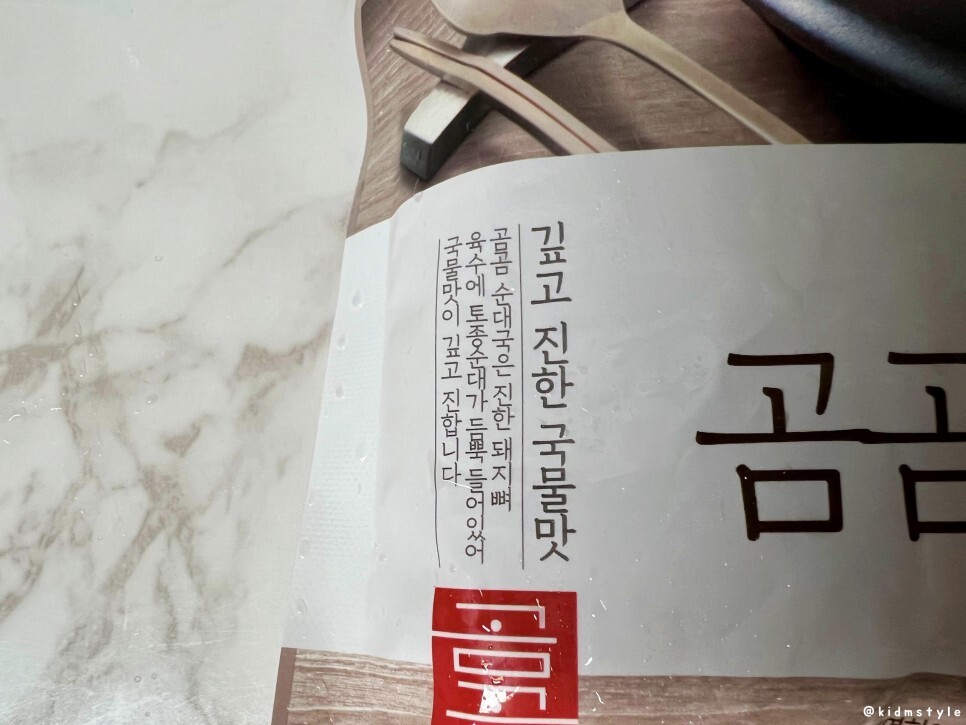 깊고 진한 국물맛
곰곰 순대국은 진한 돼지 뼈
육수에 토종순대가 듬뿍 들어있어
국물맛이 깊고 진합니다
곰곰
@kidmstyle